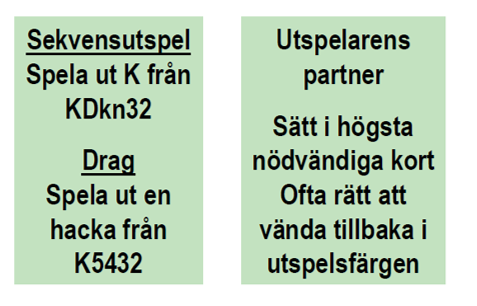 Sekvensutspel
Spela ut K från
KDkn32
Drag
Spela ut en
hacka från
K5432
Utspelarens
partner
Sätt i högsta
nödvändiga kort
Ofta rätt att
vända tillbaka i
utspelsfärgen